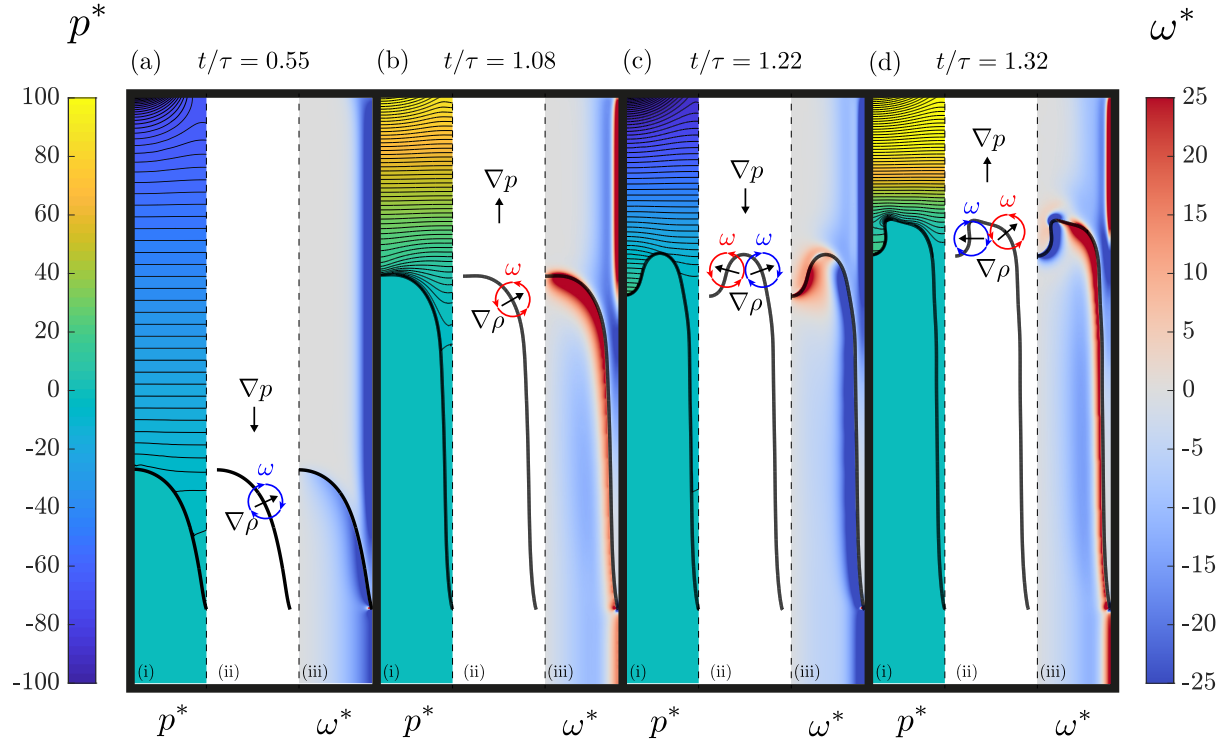 p* ω*
(a) t/τ = 0.55 (b) t/τ = 1.08 (c) t/τ = 1.22 (d) t/τ = 1.32
100
80
60
40
20
0
-20
-40
-60
-80
-100
∇p
ω
∇ρ
(i) (ii) (iii)
∇p
ω
∇ρ
(i) (ii) (iii)
∇p
ω ω
∇ρ
(i) (ii) (iii)
∇p
ω ω
∇ρ
(i) (ii) (iii)
25
20
15
10
5
0
-5
-10
-15
-20
-25
p* ω* p* ω* p* ω* p* ω*